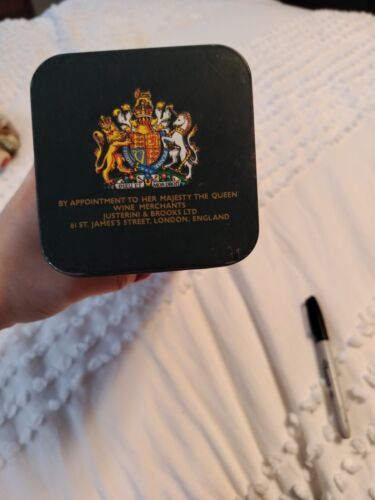 DIEU ET MON DROIT
BY APPOINTMENT TO HER MAJESTY THE QUEEN
WINE MERCHANTS
JUSTERINI & BROOKS LTD
61 ST. JAMES'S STREET, LONDON, ENGLAND